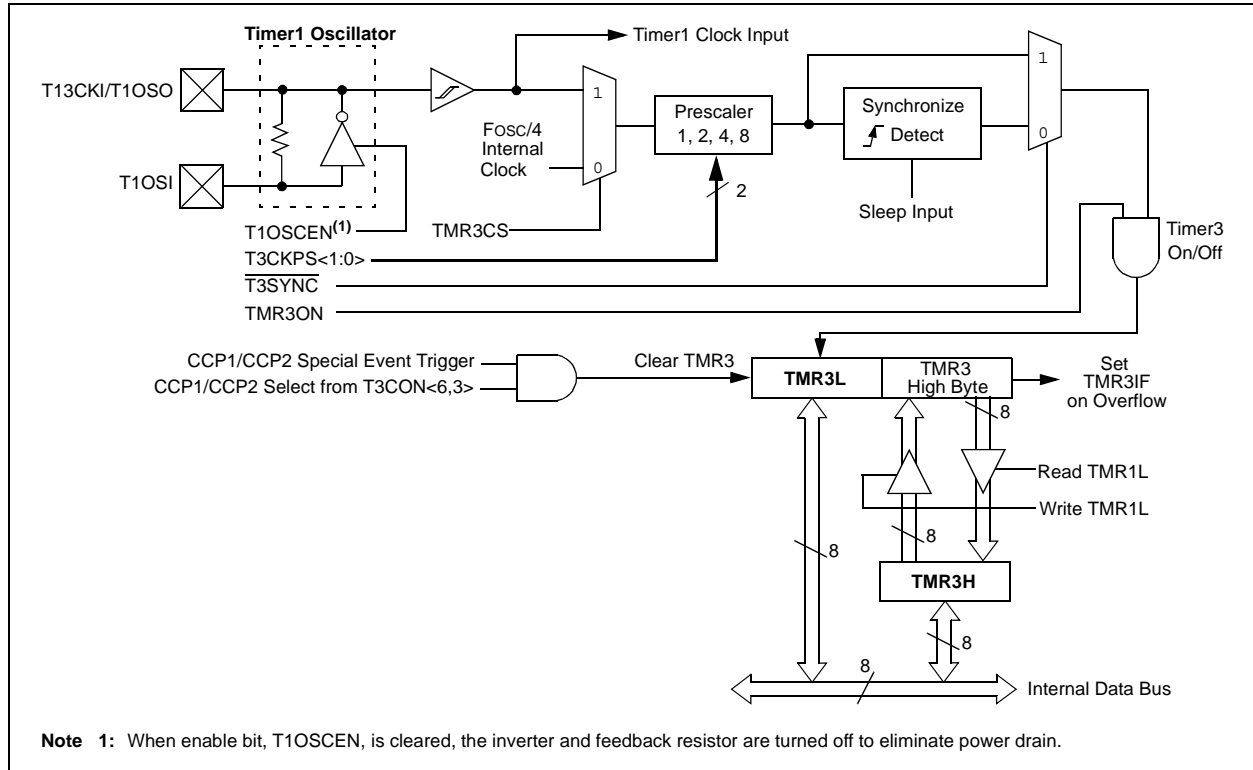 Timer1 Oscillator
Timer1 Clock Input
T13CKI/T1OSO
1
1
Prescaler
1, 2, 4, 8
Synchronize
Detect
FOSC/4
Internal
Clock
0
0
T1OSI
2
Sleep Input
T1OSCEN(1)
TMR3CS
Timer3
On/Off
T3CKPS<1:0>
T3SYNC
TMR3ON
CCP1/CCP2 Special Event Trigger
CCP1/CCP2 Select from T3CON<6,3>
Clear TMR3
TMR3L
TMR3
High Byte
Set
TMR3IF
on Overflow
8
Read TMR1L
Write TMR1L
8
8
TMR3H
8
8
Internal Data Bus
Note 1: When enable bit, T1OSCEN, is cleared, the inverter and feedback resistor are turned off to eliminate power drain.